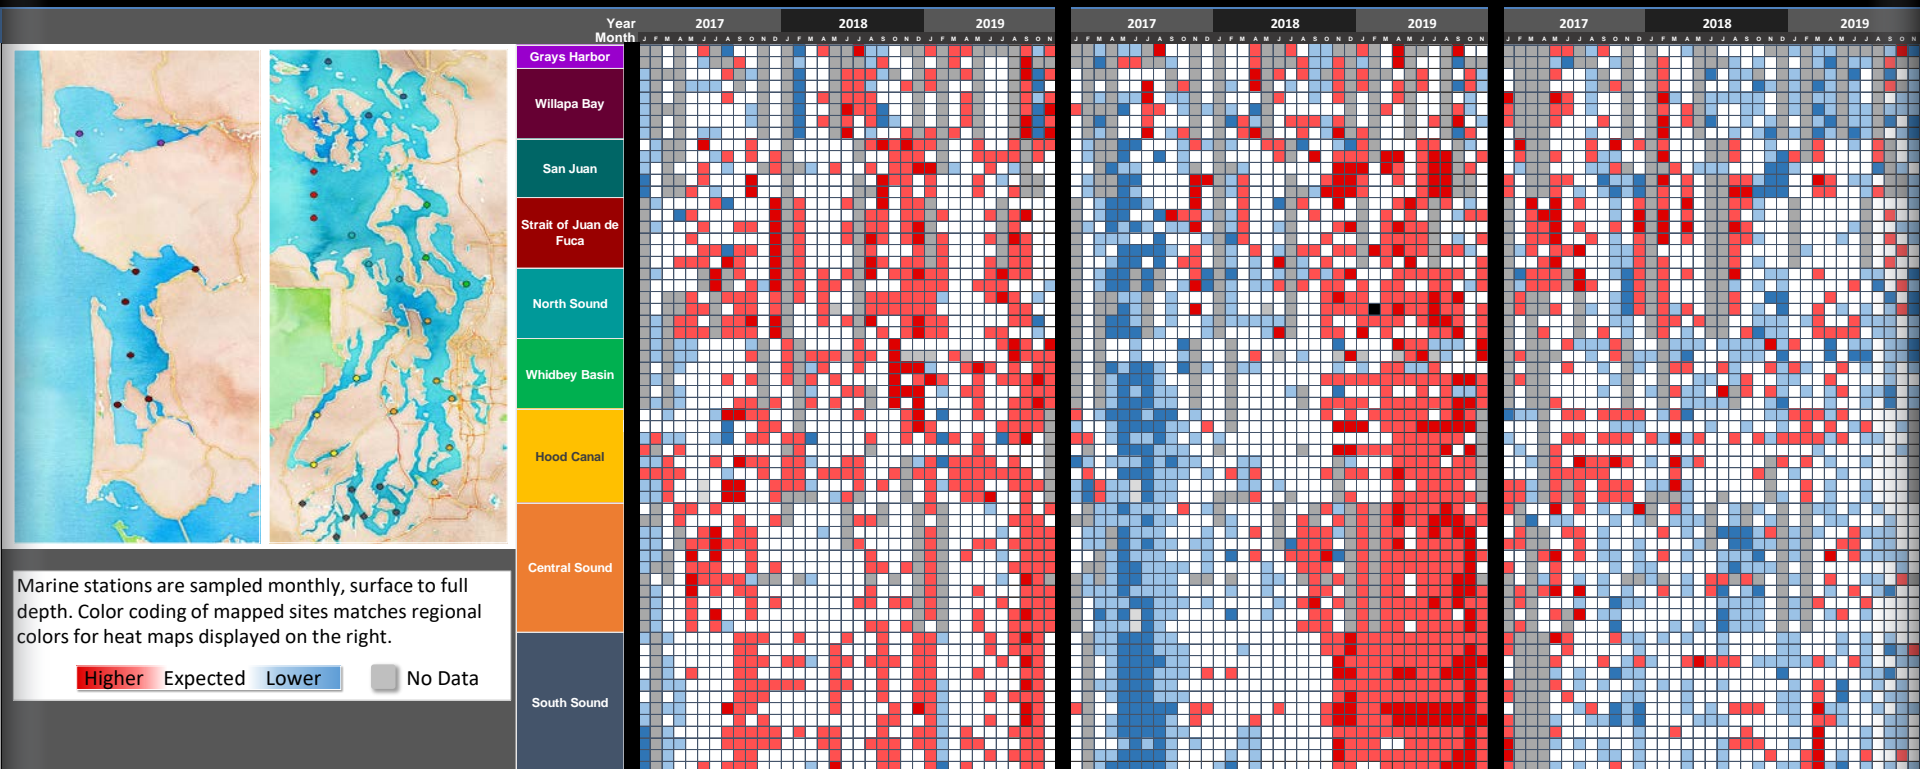 Year 2017 2018 2019 2017 2018 2019 2017 2018 2019
Month J F M A M J J A S O N D J F M A M J J A S O N D J F M A M J J A S O N J F M A M J J A S O N D J F M A M J J A S O N D J F M A M J J A S O N J F M A M J J A S O N D J F M A M J J A S O N D J F M A M J J A S O N
Grays Harbor
Willapa Bay
San Juan
Strait of Juan de
Fuca
North Sound
Whidbey Basin
Hood Canal
Central Sound
South Sound
Marine stations are sampled monthly, surface to full
depth. Color coding of mapped sites matches regional
colors for heat maps displayed on the right.
Higher Expected Lower No Data